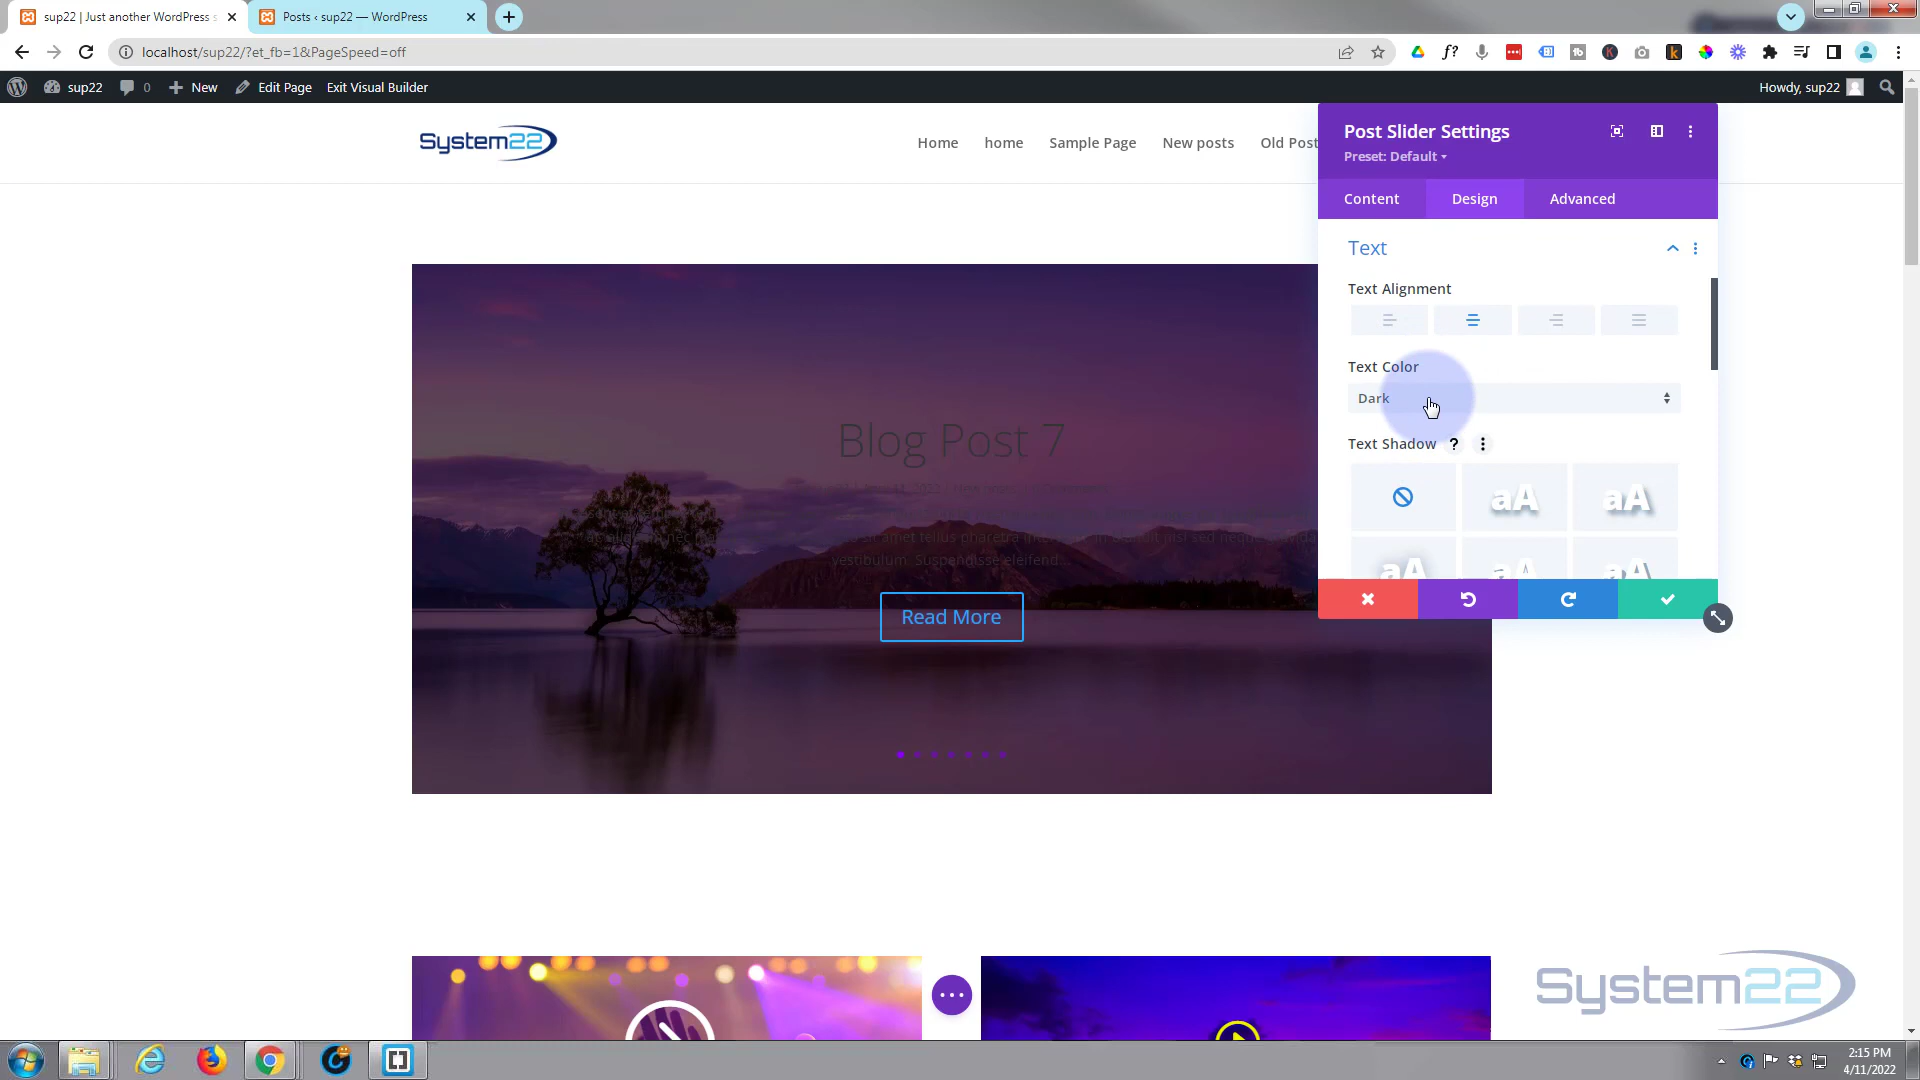 sup22 | Just another WordPress s
Posts ‹ sup22 — WordPress
localhost/sup22/?et_fb=1&PageSpeed=off
sup22 0 New Edit Page Exit Visual Builder
Howdy, sup22
System22
Home home Sample Page New posts Old Post
Post Slider Settings
Preset: Default
Content Design Advanced
Text
Text Alignment
Text Color
Dark
Text Shadow ?
aA aA
aA aA aA
Blog Post 7
vestibulum. Suspendisse eleifend...
Read More
System22
2:15 PM
4/11/2022